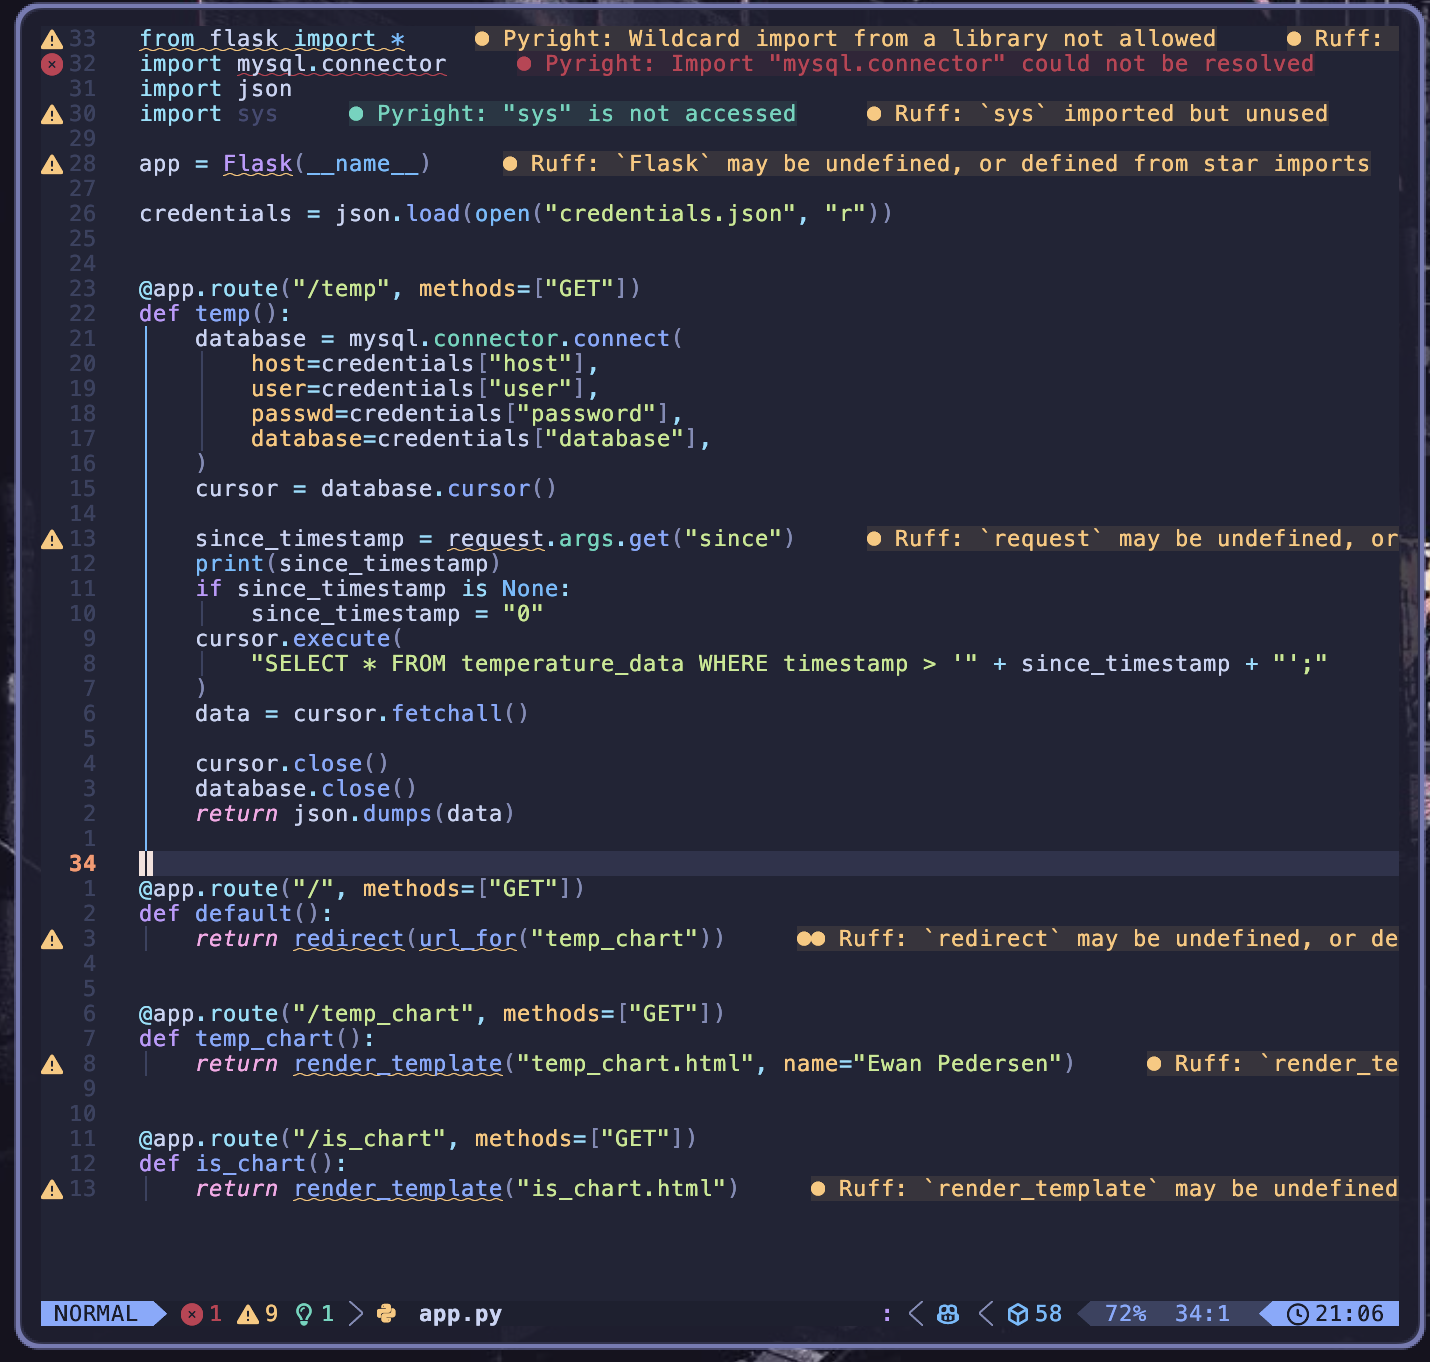 33 from flask import * ● Pyright: Wildcard import from a library not allowed ● Ruff:
32 import mysql.connector ● Pyright: Import "mysql.connector" could not be resolved
31 import json
30 import sys ● Pyright: "sys" is not accessed ● Ruff: `sys` imported but unused
29
28 app = Flask(__name__) ● Ruff: `Flask` may be undefined, or defined from star imports
27
26 credentials = json.load(open("credentials.json", "r"))
25
24
23 @app.route("/temp", methods=["GET"])
22 def temp():
21     database = mysql.connector.connect(
20         host=credentials["host"],
19         user=credentials["user"],
18         passwd=credentials["password"],
17         database=credentials["database"],
16     )
15     cursor = database.cursor()
14
13     since_timestamp = request.args.get("since") ● Ruff: `request` may be undefined, or
12     print(since_timestamp)
11     if since_timestamp is None:
10         since_timestamp = "0"
9     cursor.execute(
8         "SELECT * FROM temperature_data WHERE timestamp > '" + since_timestamp + "';"
7     )
6     data = cursor.fetchall()
5
4     cursor.close()
3     database.close()
2     return json.dumps(data)
1
34
1 @app.route("/", methods=["GET"])
2 def default():
3     return redirect(url_for("temp_chart")) ●● Ruff: `redirect` may be undefined, or de
4
5
6 @app.route("/temp_chart", methods=["GET"])
7 def temp_chart():
8     return render_template("temp_chart.html", name="Ewan Pedersen") ● Ruff: `render_te
9
10
11 @app.route("/is_chart", methods=["GET"])
12 def is_chart():
13     return render_template("is_chart.html") ● Ruff: `render_template` may be undefined
NORMAL 1 9 1 app.py : 58 72% 34:1 21:06